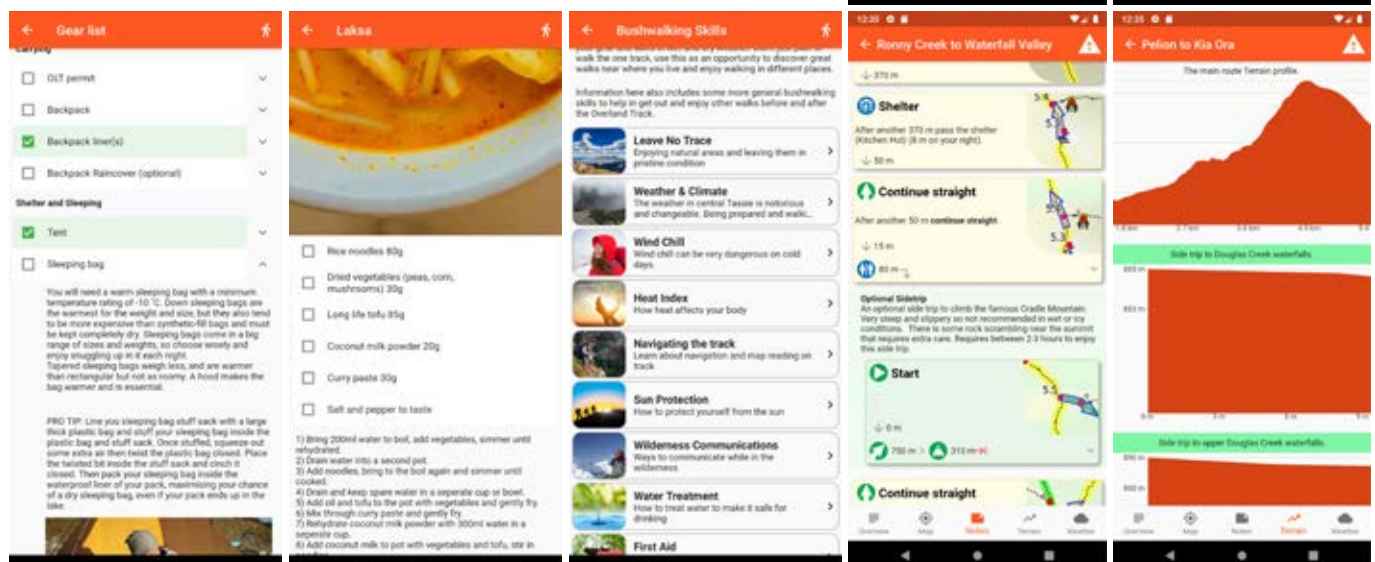 Gear list
Carrying
OLT permit
Backpack
Backpack liner(s)
Backpack Raincover (optional)
Shelter and Sleeping
Tent
Sleeping bag
You will need a warm sleeping bag with a minimum
temperature rating of -10 °C. Down sleeping bags are
the warmest for the weight and size, but they also tend
to be more expensive than synthetic-fill bags and must
be kept completely dry. Sleeping bags come in a big
range of sizes and weights, so choose wisely and
enjoy snuggling up in it each night.
Tapered sleeping bags weigh less, and are warmer
than rectangular but not as roomy. A hood makes the
bag warmer and is essential.
PRO TIP: Line you sleeping bag stuff sack with a large
thick plastic bag and stuff your sleeping bag inside the
plastic bag and stuff sack. Once stuffed, squeeze out
some extra air then twist the plastic bag closed. Place
the twisted bit inside the stuff sack and cinch it
closed. Then pack your sleeping bag inside the
waterproof liner of your pack, maximising your chance
of a dry sleeping bag, even if your pack ends up in the
lake.
Laksa
Rice noodles 80g
Dried vegetables (peas, corn,
mushrooms) 30g
Long life tofu 85g
Coconut milk powder 20g
Curry paste 30g
Salt and pepper to taste
1) Bring 200ml water to boil, add vegetables, simmer until
rehydrated.
2) Drain water into a second pot.
3) Add noodles, bring to the boil again and simmer until
cooked.
4) Drain and keep spare water in a seperate cup or bowl.
5) Add oil and tofu to the pot with vegetables and gently fry.
6) Mix through curry paste and gently fry.
7) Rehydrate coconut milk powder with 300ml water in a
seperate cup.
8) Add coconut milk to pot with vegetables and tofu, stir in
Bushwalking Skills
walk the one track, use this as an opportunity to discover great
walks near where you live and enjoy walking in different places.
Information here also includes some more general bushwalking
skills to help in get out and enjoy other walks before and after
the Overland Track.
Leave No Trace
Enjoying natural areas and leaving them in
pristine condition
Weather & Climate
The weather in central Tassie is notorious
and changeable. Being prepared and walki...
Wind Chill
Wind chill can be very dangerous on cold
days
Heat Index
How heat affects your body
Navigating the track
Learn about navigation and map reading on
track
Sun Protection
How to protect yourself from the sun
Wilderness Communications
Ways to communicate while in the
wilderness
Water Treatment
How to treat water to make it safe for
drinking
First Aid
12:39
Ronny Creek to Waterfall Valley
370 m
5.4
Shelter
After another 370 m pass the shelter
(Kitchen Hut) (8 m on your right).
50 m
Continue straight
After another 50 m continue straight .
15 m
5.3
80 m
Optional Sidetrip
An optional side trip to climb the famous Cradle Mountain.
Very steep and slippery so not recommended in wet or icy
conditions. There is some rock scrambling near the summit
that requires extra care. Requires between 2-3 hours to enjoy
this side trip.
Start
5.5
0 m
750 m > 310 m
Continue straight
Overview
Map
Notes
Terrain
Weather
12:35
Pelion to Kia Ora
The main route Terrain profile.
Side trip to Douglas Creek waterfalls.
Side trip to upper Douglas Creek waterfalls.
Overview
Map
Notes
Terrain
Weather